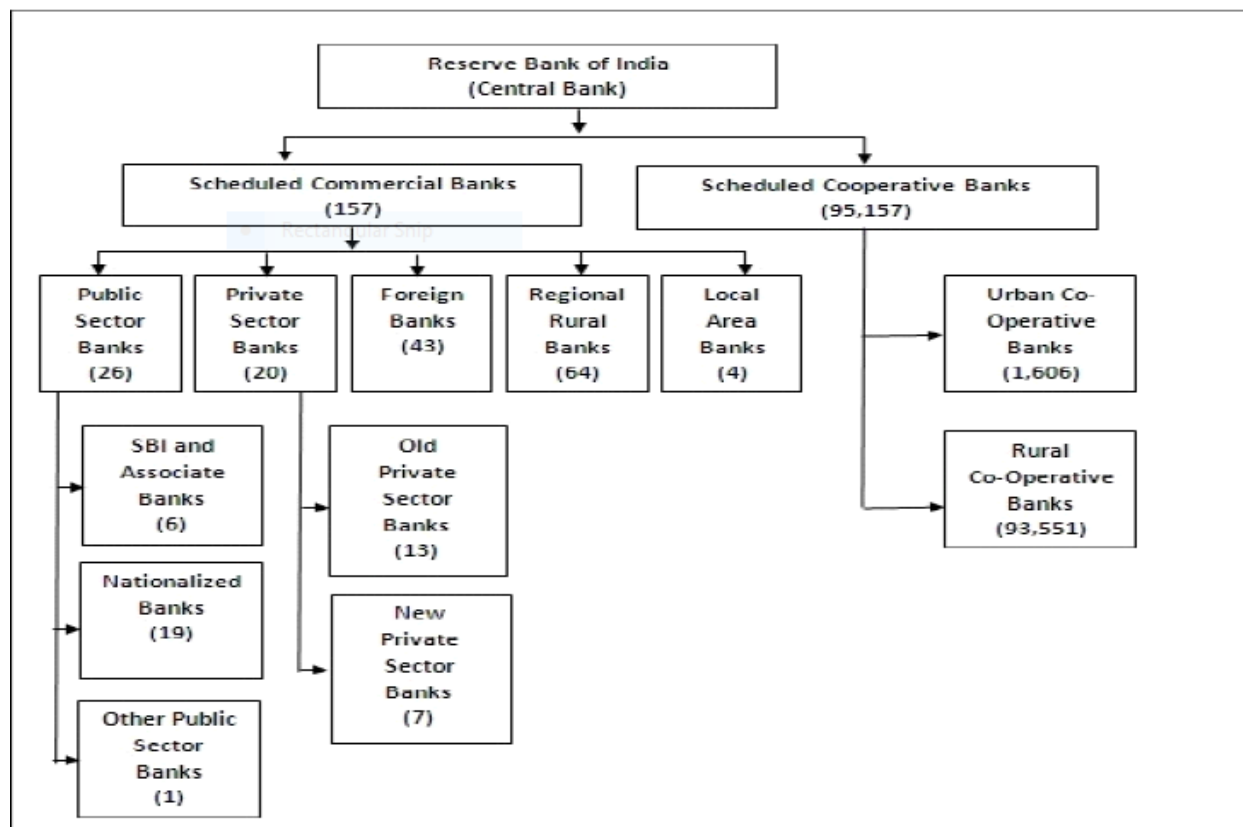 Reserve Bank of India
(Central Bank)
Scheduled Commercial Banks
(157)
Scheduled Cooperative Banks
(95,157)
Rectangular Snip
Public
Sector
Banks
(26)
Private
Sector
Banks
(20)
Foreign
Banks
(43)
Regional
Rural
Banks
(64)
Local
Area
Banks
(4)
Urban Co-
Operative
Banks
(1,606)
SBI and
Associate
Banks
(6)
Old
Private
Sector
Banks
(13)
Rural
Co-Operative
Banks
(93,551)
Nationalized
Banks
(19)
New
Private
Sector
Banks
(7)
Other Public
Sector
Banks
(1)